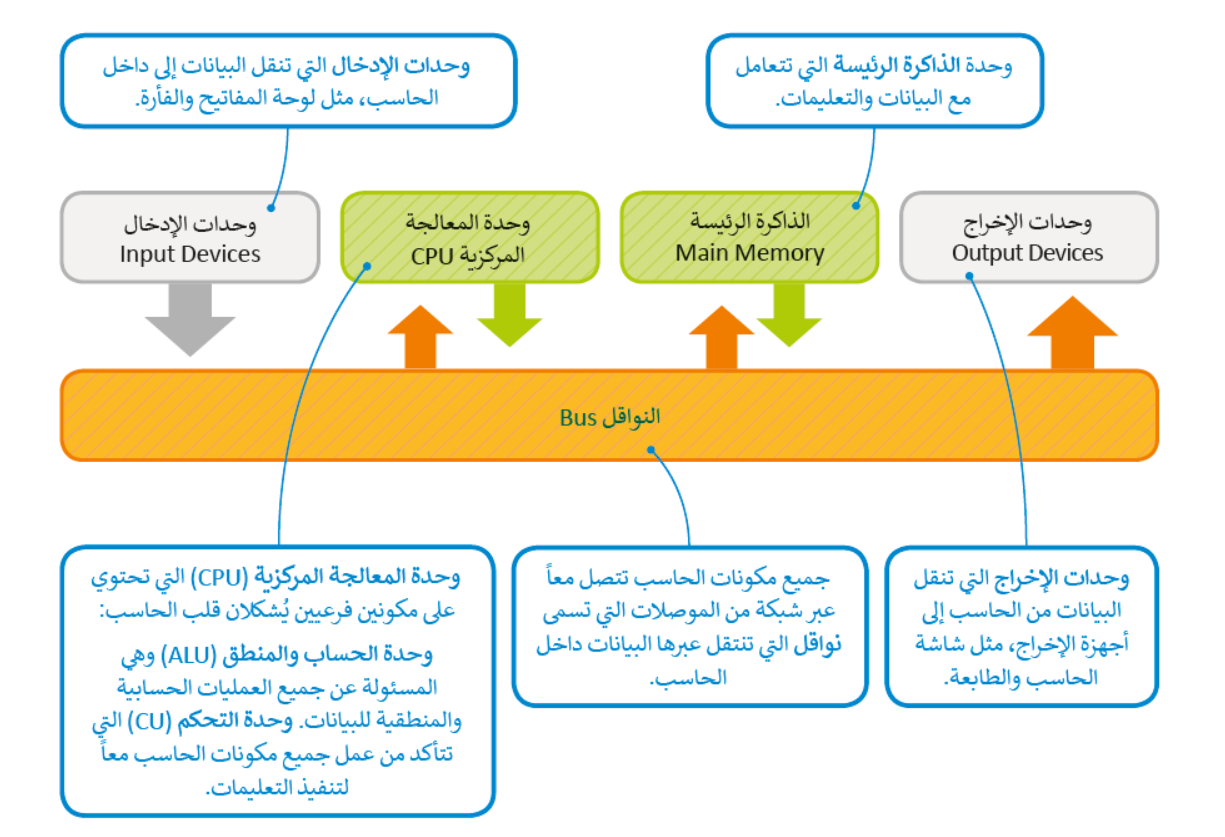 وحدة الذاكرة الرئيسة التي تتعامل
مع البيانات والتعليمات.
وحدات الإدخال التي تنقل البيانات إلى داخل
الحاسب، مثل لوحة المفاتيح والفأرة.
وحدات الإخراج
Output Devices
الذاكرة الرئيسة
Main Memory
وحدة المعالجة
المركزية CPU
وحدات الإدخال
Input Devices
النواقل Bus
وحدات الإخراج التي تنقل
البيانات من الحاسب إلى
أجهزة الإخراج، مثل شاشة
الحاسب والطابعة.
جميع مكونات الحاسب تتصل معاً
عبر شبكة من الموصلات التي تسمى
نواقل التي تنتقل عبرها البيانات داخل
الحاسب.
وحدة المعالجة المركزية (CPU) التي تحتوي
على مكونين فرعيين يُشكلان قلب الحاسب:
وحدة الحساب والمنطق (ALU) وهي
المسئولة عن جميع العمليات الحسابية
والمنطقية للبيانات. وحدة التحكم (CU) التي
تتأكد من عمل جميع مكونات الحاسب معاً
لتنفيذ التعليمات.